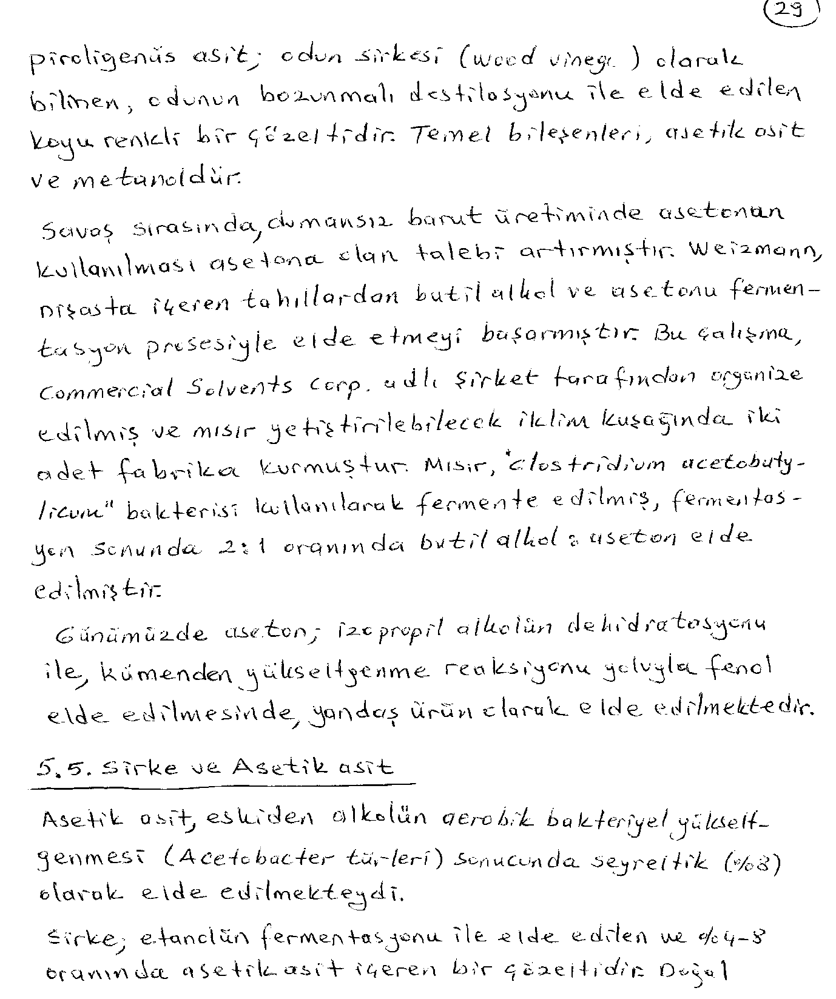 29
piroligenüs asit; odun sirkesi (wood vineg ) olarak
bilinen, odunun bozunmalı destilasyonu ile elde edilen
koyu renkli bir çözeltidir. Temel bileşenleri, asetik asit
ve metanoldür.
Savaş sırasında, dumansız barut üretiminde asetonan
kullanılması asetona olan talebi artırmıştır. Weizmann,
nişasta içeren tahıllardan butil alkol ve asetonu fermen-
tasyon prosesiyle elde etmeyi başarmıştır. Bu çalışma,
Commercial Solvents Corp. adlı şirket tarafından organize
edilmiş ve mısır yetiştirilebilecek iklim kuşağında iki
adet fabrika kurmuştur. Mısır, "clostridium acetobuty-
licum" bakterisi kullanılarak fermente edilmiş, fermentas-
yon sonunda 2:1 oranında butil alkol : aseton elde
edilmiştir.
Günümüzde aseton; izopropil alkolün dehidratasyonu
ile, kümenden yükseltgenme reaksiyonu yoluyla fenol
elde edilmesinde, yandaş ürün olarak elde edilmektedir.
5.5. Sirke ve Asetik asit
Asetik asit, eskiden alkolün aerobik bakteriyel yükselt-
genmesi (Acetobacter türleri) sonucunda seyreltik (%8)
olarak elde edilmekteydi.
Sirke; etanolün fermentasyonu ile elde edilen ve %4-8
oranında asetik asit içeren bir çözeltidir. Doğal